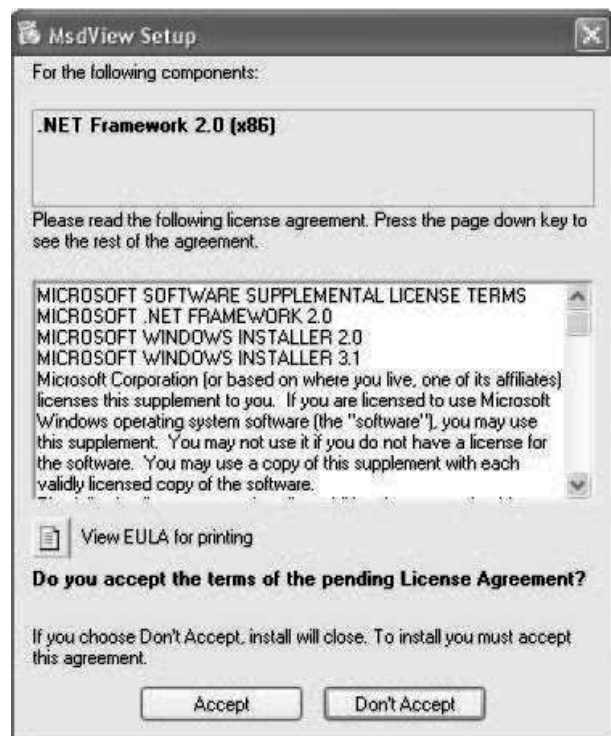 MsdView Setup
For the following components:
.NET Framework 2.0 (x86)
Please read the following license agreement. Press the page down key to
see the rest of the agreement.
MICROSOFT SOFTWARE SUPPLEMENTAL LICENSE TERMS
MICROSOFT .NET FRAMEWORK 2.0
MICROSOFT WINDOWS INSTALLER 2.0
MICROSOFT WINDOWS INSTALLER 3.1
Microsoft Corporation (or based on where you live, one of its affiliates)
licenses this supplement to you. If you are licensed to use Microsoft
Windows operating system software (the "software"), you may use
this supplement. You may not use it if you do not have a license for
the software. You may use a copy of this supplement with each
validly licensed copy of the software.
View EULA for printing
Do you accept the terms of the pending License Agreement?
If you choose Don't Accept, install will close. To install you must accept
this agreement.
Accept
Don't Accept